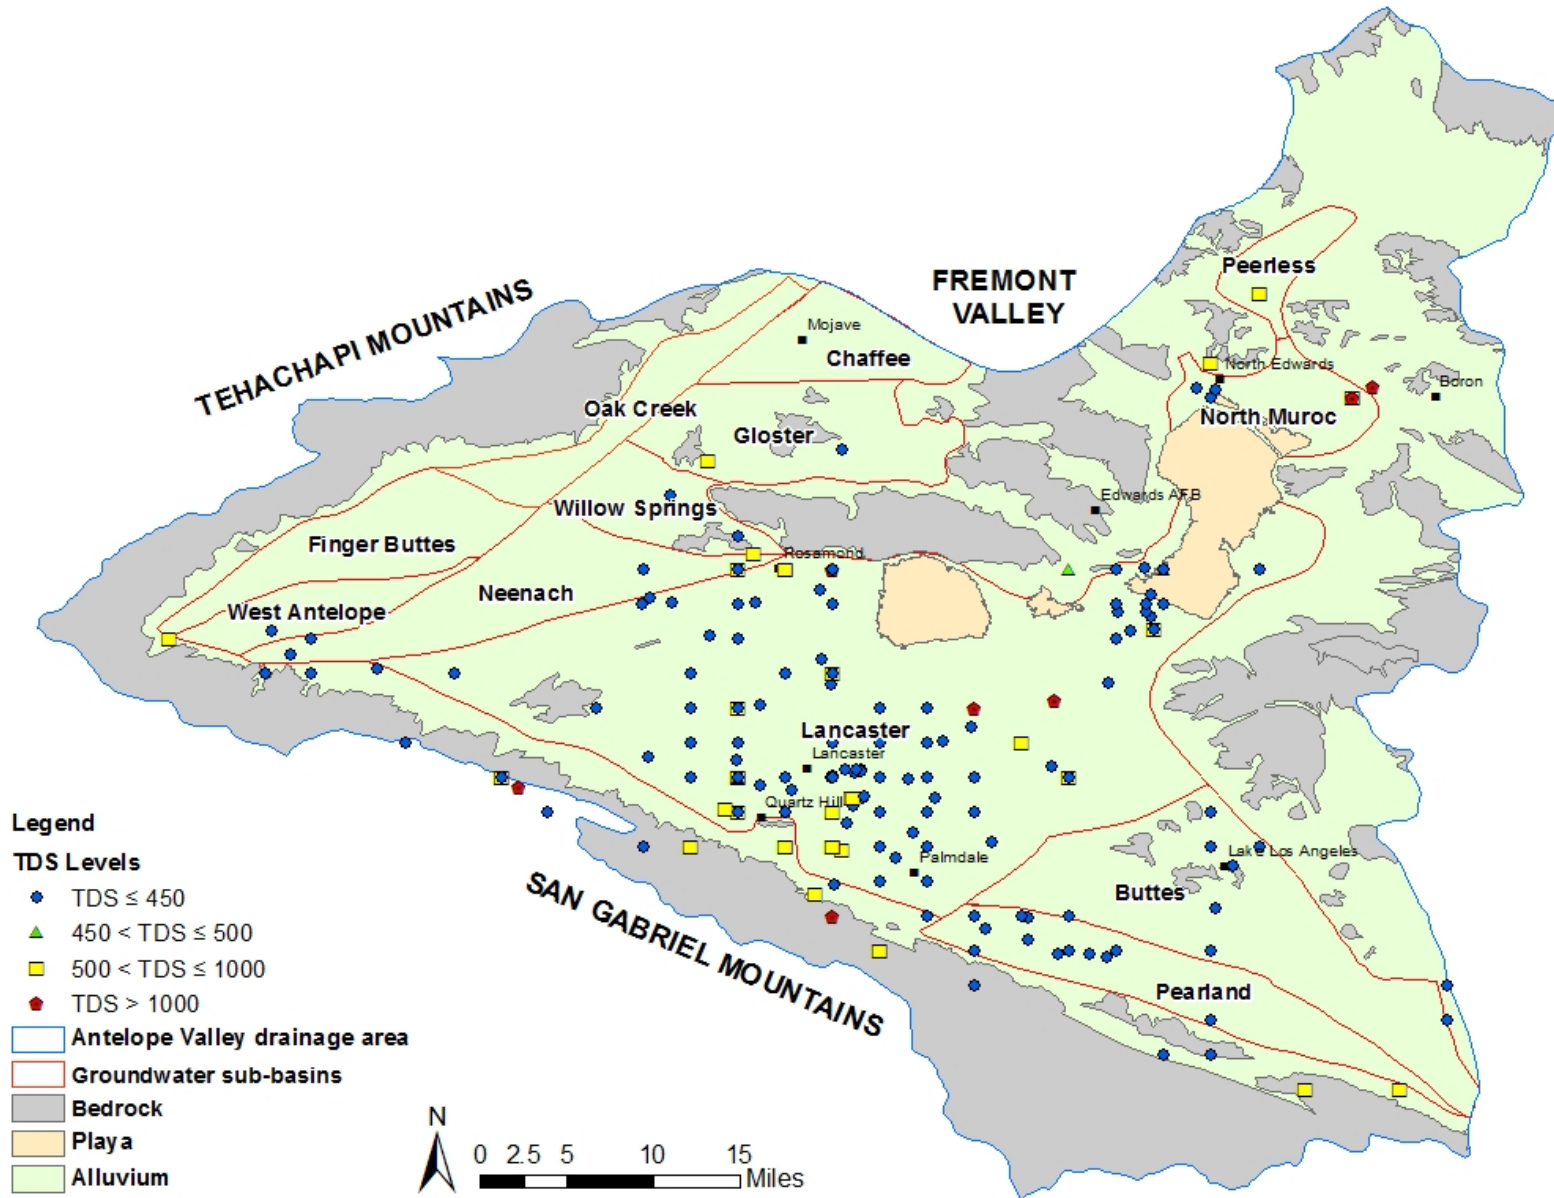 FREMONT
VALLEY
TEHACHAPI MOUNTAINS
Peerless
Mojave
Chaffee
North Edwards
Boron
Oak Creek
North Muroc
Gloster
Edwards AFB
Willow Springs
Finger Buttes
Rosamond
Neenach
West Antelope
Lancaster
Lancaster
Quartz Hill
Palmdale
Lake Los Angeles
Buttes
SAN GABRIEL MOUNTAINS
Pearland
Legend
TDS Levels
TDS ≤ 450
450 < TDS ≤ 500
500 < TDS ≤ 1000
TDS > 1000
Antelope Valley drainage area
Groundwater sub-basins
Bedrock
Playa
Alluvium
N
0 2.5 5 10 15
Miles